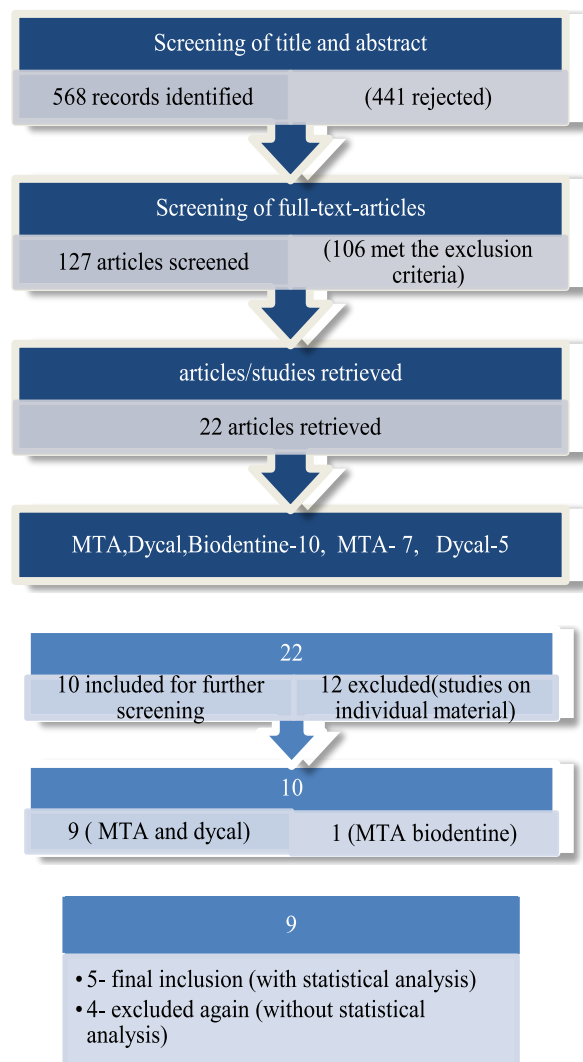 Screening of title and abstract
568 records identified
(441 rejected)
Screening of full-text-articles
127 articles screened
(106 met the exclusion
criteria)
articles/studies retrieved
22 articles retrieved
MTA,Dycal,Biodentine-10, MTA- 7, Dycal-5
22
10 included for further
screening
12 excluded(studies on
individual material)
10
9 ( MTA and dycal)
1 (MTA biodentine)
9
• 5- final inclusion (with statistical analysis)
• 4- excluded again (without statistical
analysis)